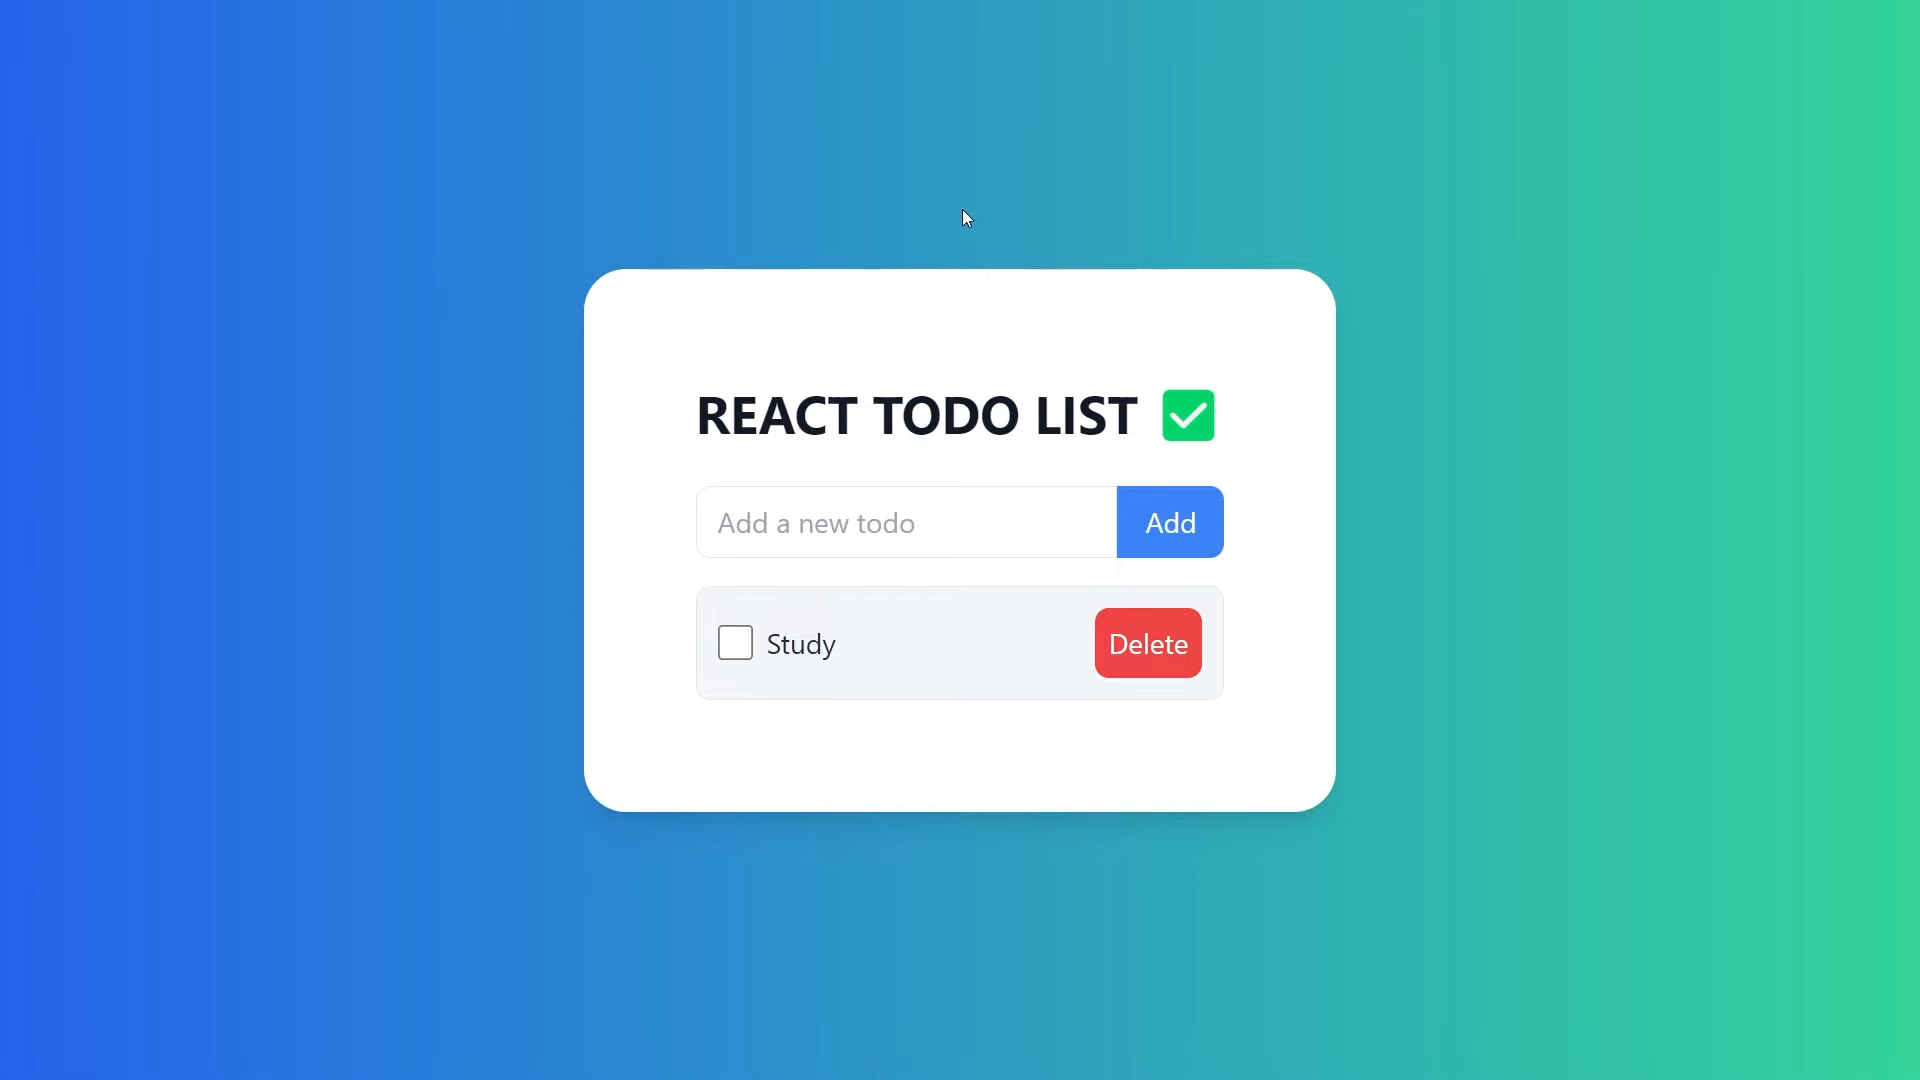 REACT TODO LIST ✅
Add a new todo
Add
Study
Delete